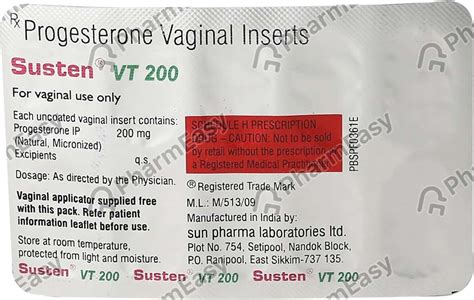 Rx Progesterone Vaginal Inserts
Susten® VT 200
For vaginal use only
Each uncoated vaginal insert contains:
Progesterone IP 200 mg
(Natural, Micronized)
Excipients q.s.
Dosage: As directed by the Physician.
Vaginal applicator supplied free
with this pack. Refer patient
information leaflet before use.
Store at room temperature,
protected from light and moisture.
SCHEDULE H PRESCRIPTION
DRUG - CAUTION: Not to be sold
by retail without the prescription of
a Registered Medical Practitioner.
PBSPE0361E
® Registered Trade Mark
M.L.: M/513/09
Manufactured in India by:
sun pharma laboratories ltd.
Plot No. 754, Setipool, Nandok Block,
P.O. Ranipool, East Sikkim-737 135.
Susten® VT 200 Susten® VT 200 Susten® VT 200
PharmEasy
PharmEasy
PharmEasy
PharmEasy